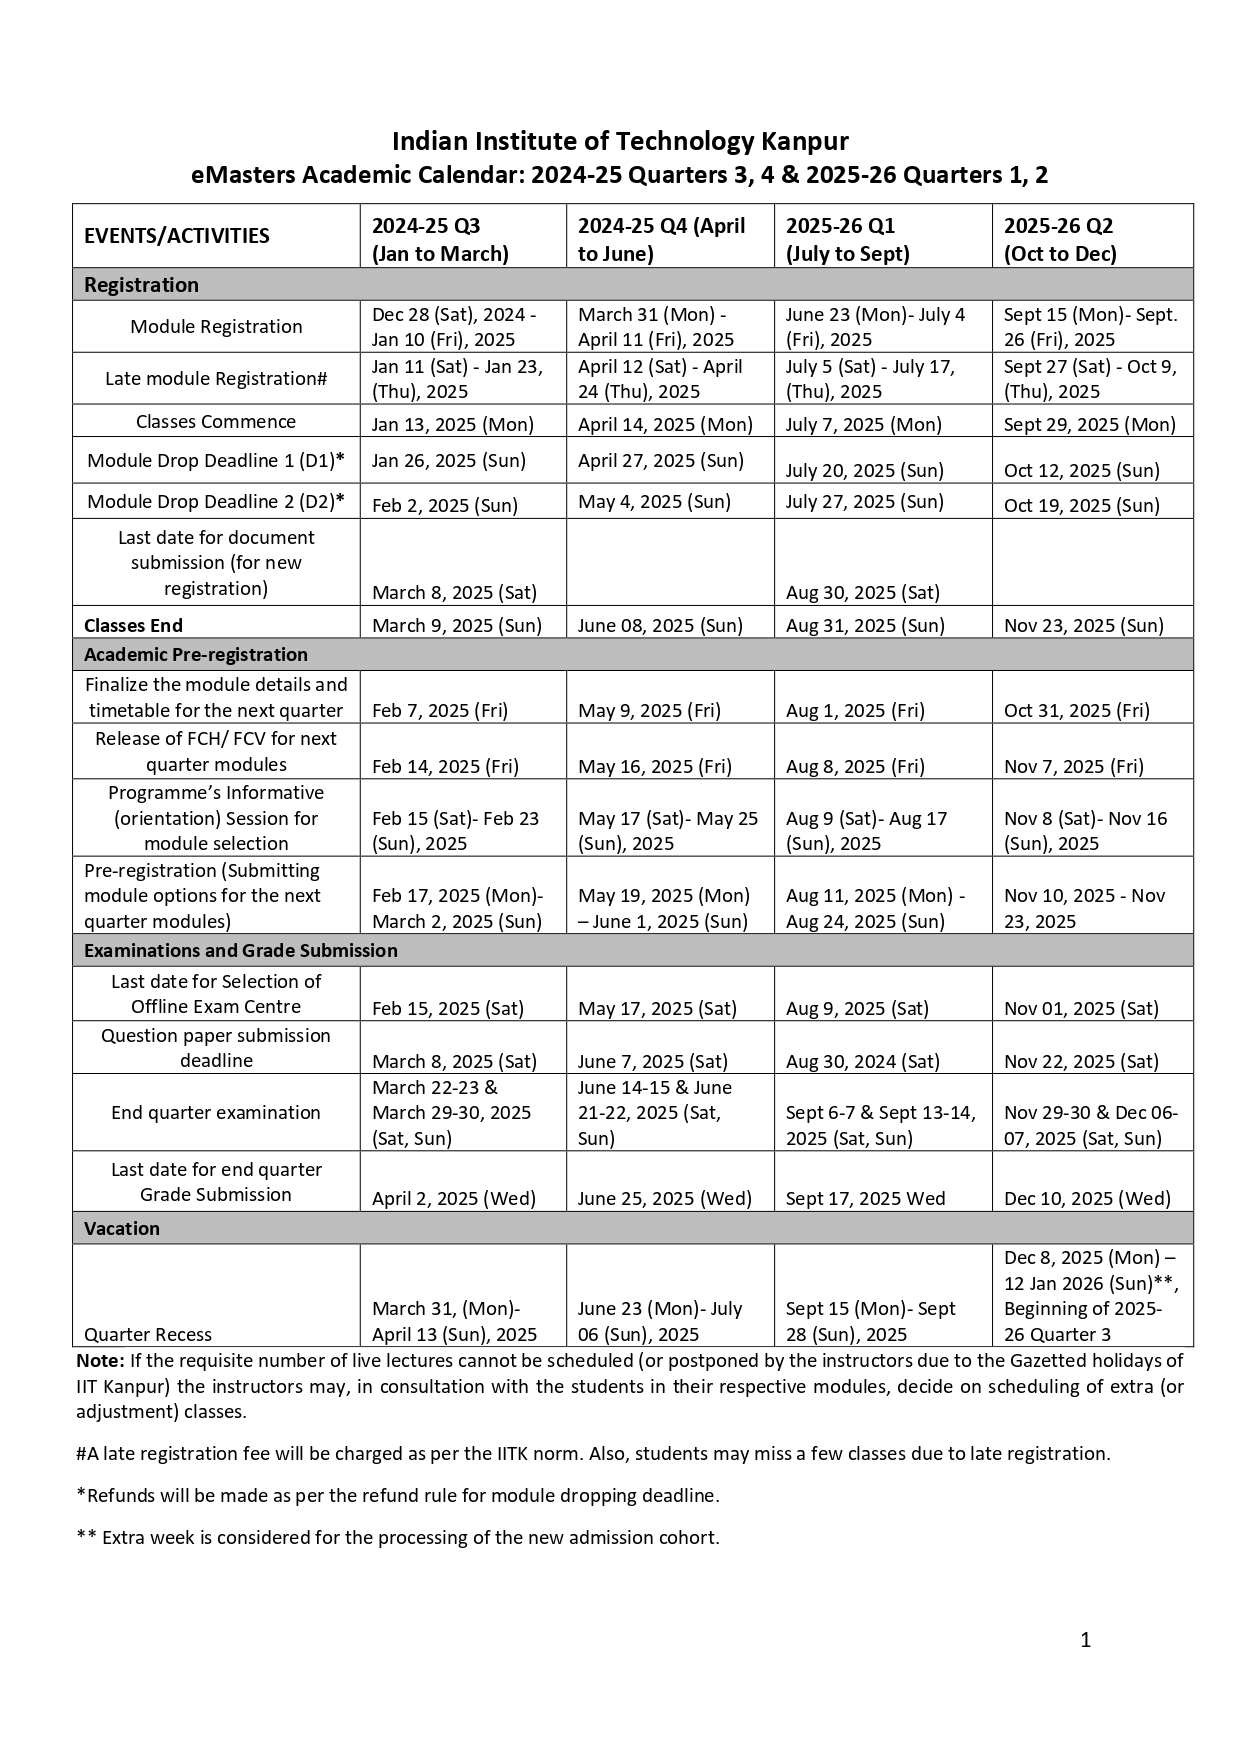 Indian Institute of Technology Kanpur
eMasters Academic Calendar: 2024-25 Quarters 3, 4 & 2025-26 Quarters 1, 2
EVENTS/ACTIVITIES
2024-25 Q3
(Jan to March)
2024-25 Q4 (April
to June)
2025-26 Q1
(July to Sept)
2025-26 Q2
(Oct to Dec)
Registration
Module Registration
Dec 28 (Sat), 2024 -
Jan 10 (Fri), 2025
March 31 (Mon) -
April 11 (Fri), 2025
June 23 (Mon)- July 4
(Fri), 2025
Sept 15 (Mon)- Sept.
26 (Fri), 2025
Late module Registration#
Jan 11 (Sat) - Jan 23,
(Thu), 2025
April 12 (Sat) - April
24 (Thu), 2025
July 5 (Sat) - July 17,
(Thu), 2025
Sept 27 (Sat) - Oct 9,
(Thu), 2025
Classes Commence
Jan 13, 2025 (Mon)
April 14, 2025 (Mon)
July 7, 2025 (Mon)
Sept 29, 2025 (Mon)
Module Drop Deadline 1 (D1)*
Jan 26, 2025 (Sun)
April 27, 2025 (Sun)
July 20, 2025 (Sun)
Oct 12, 2025 (Sun)
Module Drop Deadline 2 (D2)*
Feb 2, 2025 (Sun)
May 4, 2025 (Sun)
July 27, 2025 (Sun)
Oct 19, 2025 (Sun)
Last date for document
submission (for new
registration)
March 8, 2025 (Sat)
Aug 30, 2025 (Sat)
Classes End
March 9, 2025 (Sun)
June 08, 2025 (Sun)
Aug 31, 2025 (Sun)
Nov 23, 2025 (Sun)
Academic Pre-registration
Finalize the module details and
timetable for the next quarter
Feb 7, 2025 (Fri)
May 9, 2025 (Fri)
Aug 1, 2025 (Fri)
Oct 31, 2025 (Fri)
Release of FCH/ FCV for next
quarter modules
Feb 14, 2025 (Fri)
May 16, 2025 (Fri)
Aug 8, 2025 (Fri)
Nov 7, 2025 (Fri)
Programme’s Informative
(orientation) Session for
module selection
Feb 15 (Sat)- Feb 23
(Sun), 2025
May 17 (Sat)- May 25
(Sun), 2025
Aug 9 (Sat)- Aug 17
(Sun), 2025
Nov 8 (Sat)- Nov 16
(Sun), 2025
Pre-registration (Submitting
module options for the next
quarter modules)
Feb 17, 2025 (Mon)-
March 2, 2025 (Sun)
May 19, 2025 (Mon)
– June 1, 2025 (Sun)
Aug 11, 2025 (Mon) -
Aug 24, 2025 (Sun)
Nov 10, 2025 - Nov
23, 2025
Examinations and Grade Submission
Last date for Selection of
Offline Exam Centre
Feb 15, 2025 (Sat)
May 17, 2025 (Sat)
Aug 9, 2025 (Sat)
Nov 01, 2025 (Sat)
Question paper submission
deadline
March 8, 2025 (Sat)
June 7, 2025 (Sat)
Aug 30, 2024 (Sat)
Nov 22, 2025 (Sat)
End quarter examination
March 22-23 &
March 29-30, 2025
(Sat, Sun)
June 14-15 & June
21-22, 2025 (Sat,
Sun)
Sept 6-7 & Sept 13-14,
2025 (Sat, Sun)
Nov 29-30 & Dec 06-
07, 2025 (Sat, Sun)
Last date for end quarter
Grade Submission
April 2, 2025 (Wed)
June 25, 2025 (Wed)
Sept 17, 2025 Wed
Dec 10, 2025 (Wed)
Vacation
Quarter Recess
March 31, (Mon)-
April 13 (Sun), 2025
June 23 (Mon)- July
06 (Sun), 2025
Sept 15 (Mon)- Sept
28 (Sun), 2025
Dec 8, 2025 (Mon) –
12 Jan 2026 (Sun)**,
Beginning of 2025-
26 Quarter 3
Note: If the requisite number of live lectures cannot be scheduled (or postponed by the instructors due to the Gazetted holidays of
IIT Kanpur) the instructors may, in consultation with the students in their respective modules, decide on scheduling of extra (or
adjustment) classes.
#A late registration fee will be charged as per the IITK norm. Also, students may miss a few classes due to late registration.
*Refunds will be made as per the refund rule for module dropping deadline.
** Extra week is considered for the processing of the new admission cohort.
1